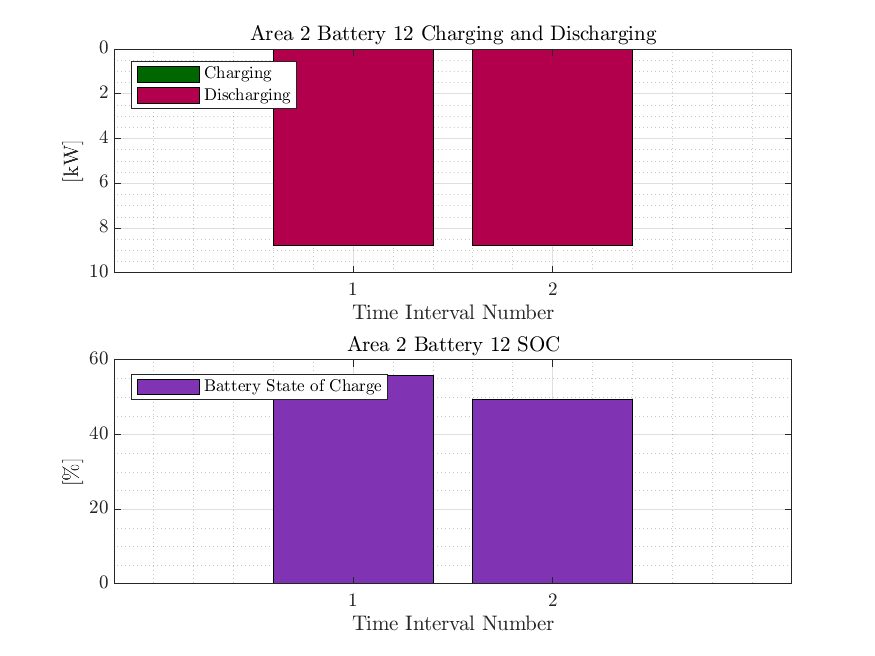 Area 2 Battery 12 Charging and Discharging
0
2
4
6
8
10
[kW]
Charging
Discharging
1
2
Time Interval Number
Area 2 Battery 12 SOC
60
40
20
0
[%]
Battery State of Charge
1
2
Time Interval Number